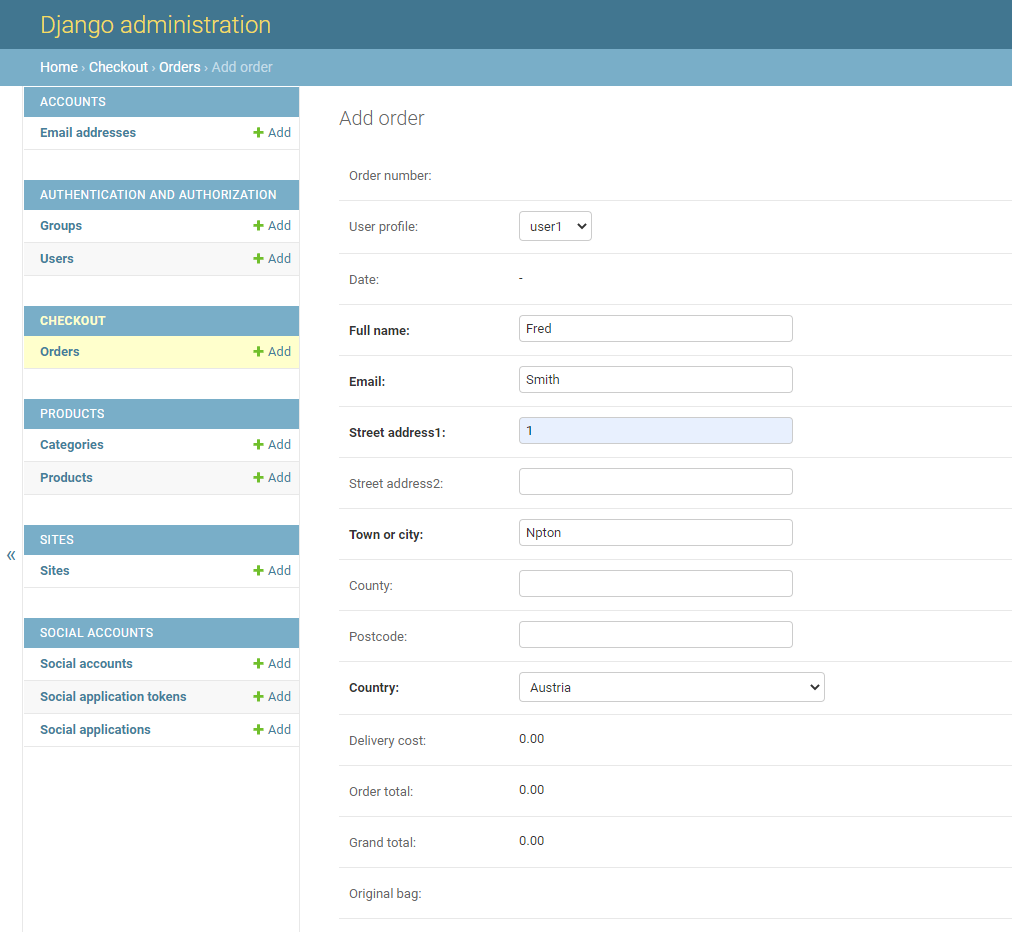 Django administration
Home › Checkout › Orders › Add order
ACCOUNTS
Email addresses + Add
AUTHENTICATION AND AUTHORIZATION
Groups + Add
Users + Add
CHECKOUT
Orders + Add
PRODUCTS
Categories + Add
Products + Add
SITES
Sites + Add
SOCIAL ACCOUNTS
Social accounts + Add
Social application tokens + Add
Social applications + Add
«
Add order
Order number:
User profile: user1
Date: -
Full name: Fred
Email: Smith
Street address1: 1
Street address2:
Town or city: Npton
County:
Postcode:
Country: Austria
Delivery cost: 0.00
Order total: 0.00
Grand total: 0.00
Original bag: